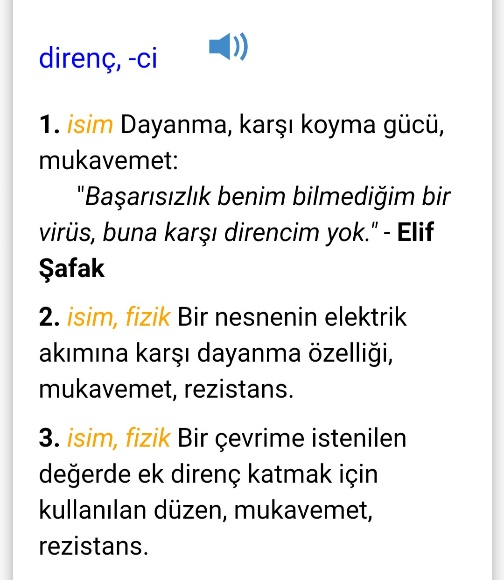 direnç, -ci
1. isim Dayanma, karşı koyma gücü,
mukavemet:
"Başarısızlık benim bilmediğim bir
virüs, buna karşı direncim yok." - Elif
Şafak
2. isim, fizik Bir nesnenin elektrik
akımına karşı dayanma özelliği,
mukavemet, rezistans.
3. isim, fizik Bir çevrime istenilen
değerde ek direnç katmak için
kullanılan düzen, mukavemet,
rezistans.